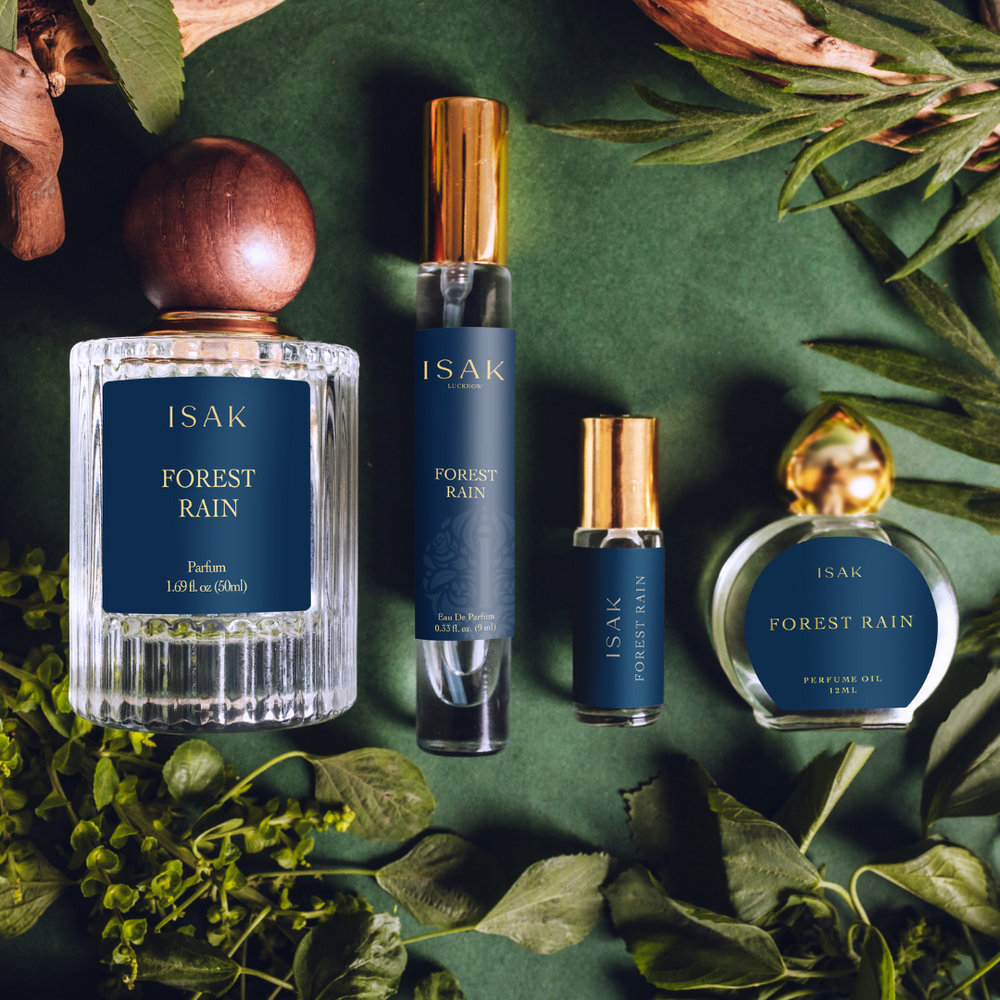 ISAK
FOREST
RAIN
Parfum
1.69 fl. oz (50ml)
ISAK
LUCKNOW
FOREST
RAIN
Eau De Parfum
0.33 fl. oz. (9 ml)
ISAK
FOREST RAIN
ISAK
FOREST RAIN
PERFUME OIL
12ML